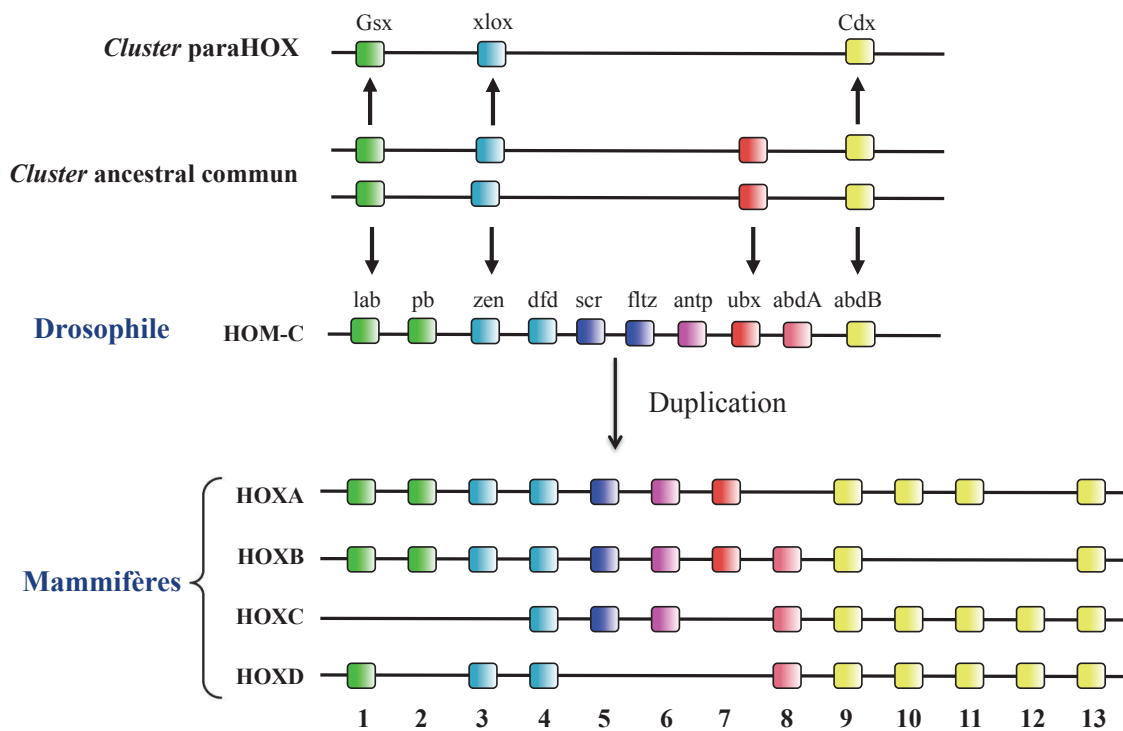 Gsx xlox Cdx
Cluster paraHOX
Cluster ancestral commun
lab pb zen dfd scr fltz antp ubx abdA abdB
Drosophile HOM-C
Duplication
HOXA
HOXB
Mammifères
HOXC
HOXD
1 2 3 4 5 6 7 8 9 10 11 12 13